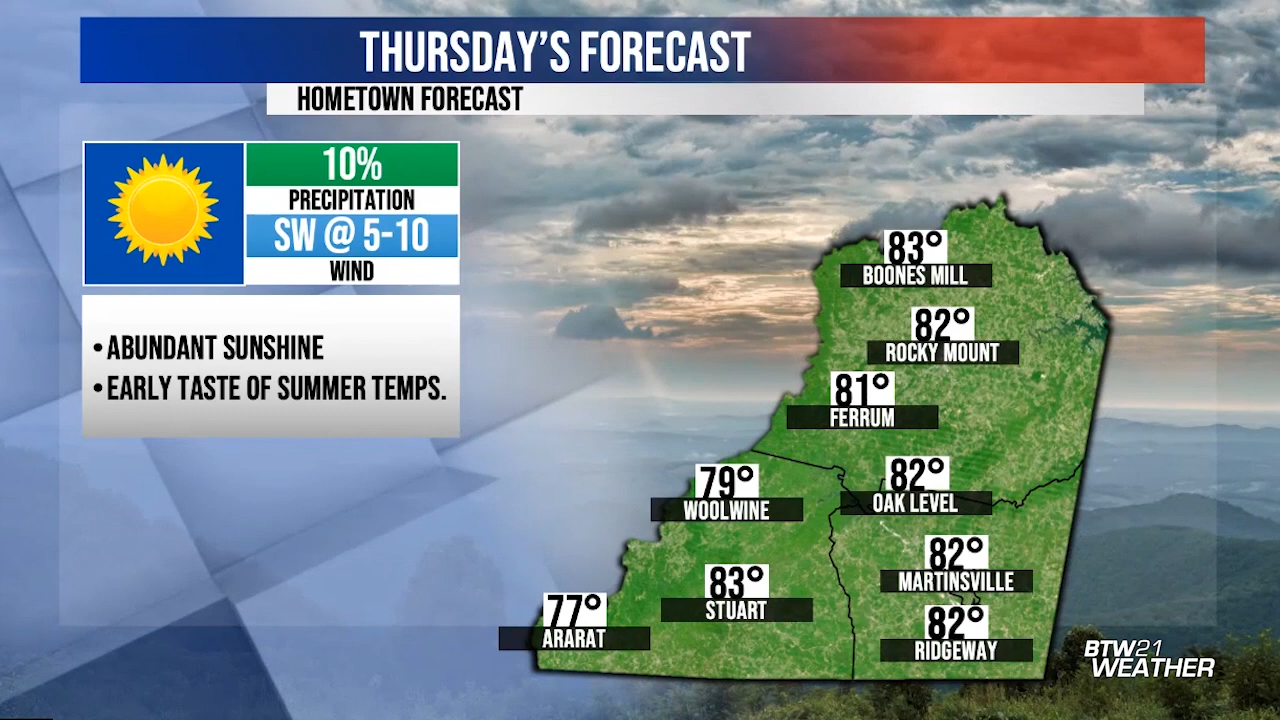 THURSDAY'S FORECAST
HOMETOWN FORECAST
10%
PRECIPITATION
SW @ 5-10
WIND
• ABUNDANT SUNSHINE
• EARLY TASTE OF SUMMER TEMPS.
83°
BOONES MILL
82°
ROCKY MOUNT
81°
FERRUM
79°
WOOLWINE
82°
OAK LEVEL
82°
MARTINSVILLE
83°
STUART
77°
ARARAT
82°
RIDGEWAY
BTW21
WEATHER